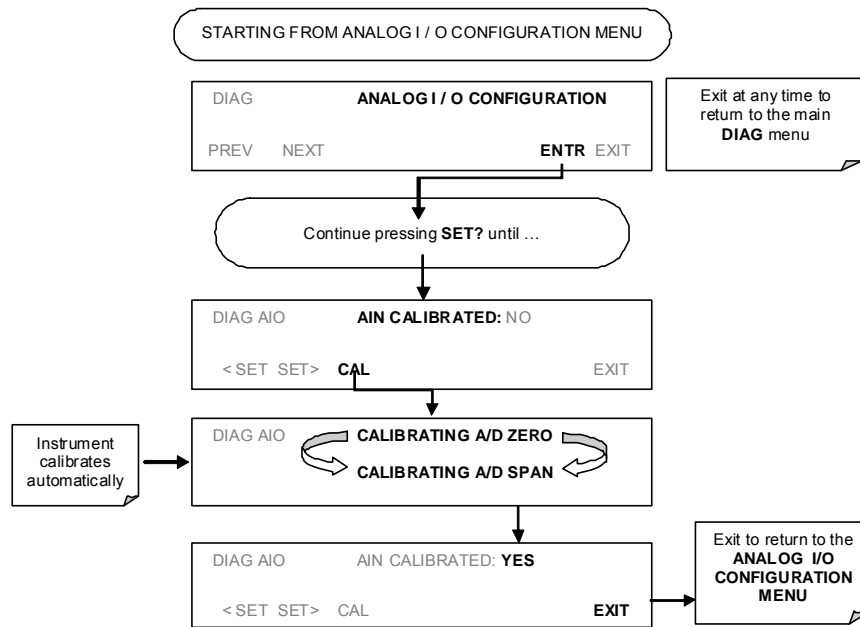 STARTING FROM ANALOG I / O CONFIGURATION MENU
DIAG ANALOG I / O CONFIGURATION
PREV NEXT ENTR EXIT
Exit at any time to
return to the main
DIAG menu
Continue pressing SET? until …
DIAG AIO AIN CALIBRATED: NO
< SET SET> CAL EXIT
Instrument
calibrates
automatically
DIAG AIO CALIBRATING A/D ZERO
CALIBRATING A/D SPAN
DIAG AIO AIN CALIBRATED: YES
< SET SET> CAL EXIT
Exit to return to the
ANALOG I/O
CONFIGURATION
MENU